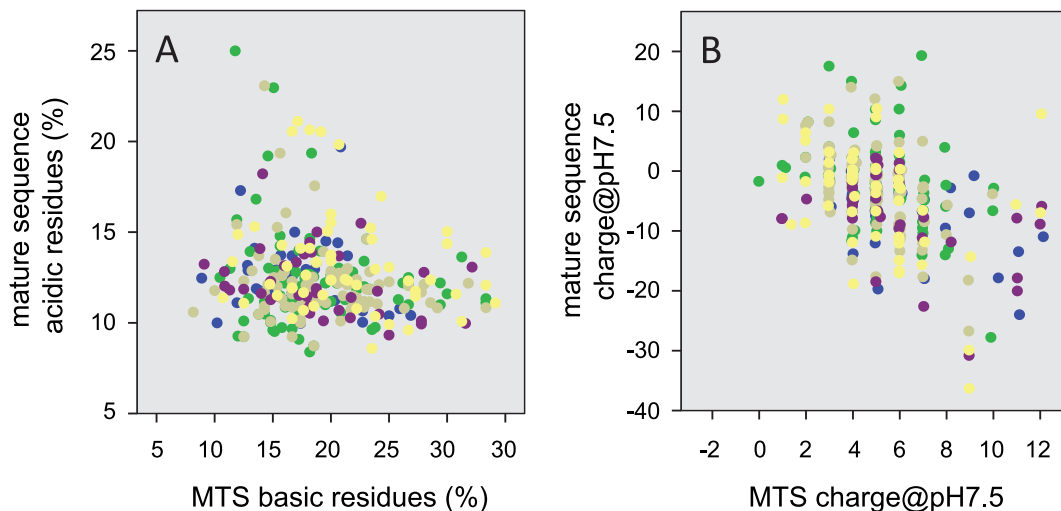 A
mature sequence
acidic residues (%)
25
20
15
10
5
5 10 15 20 25 30 30
MTS basic residues (%)
B
mature sequence
charge@pH7.5
20
10
0
-10
-20
-30
-40
-2 0 2 4 6 8 10 12
MTS charge@pH7.5